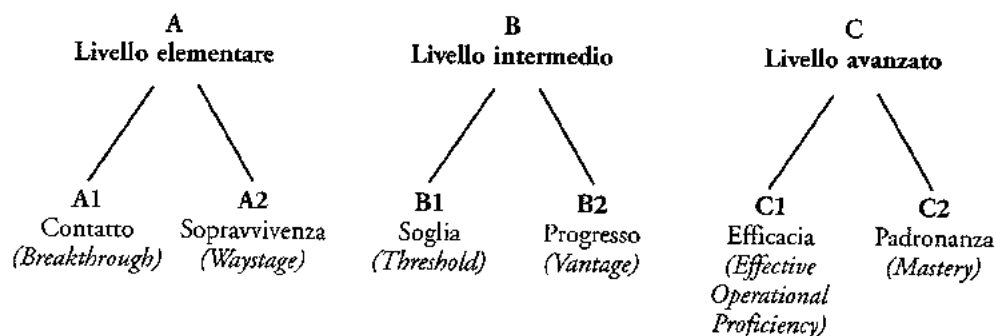 A
Livello elementare
B
Livello intermedio
C
Livello avanzato
A1
Contatto
(Breakthrough)
A2
Sopravvivenza
(Waystage)
B1
Soglia
(Threshold)
B2
Progresso
(Vantage)
C1
Efficacia
(Effective
Operational
Proficiency)
C2
Padronanza
(Mastery)